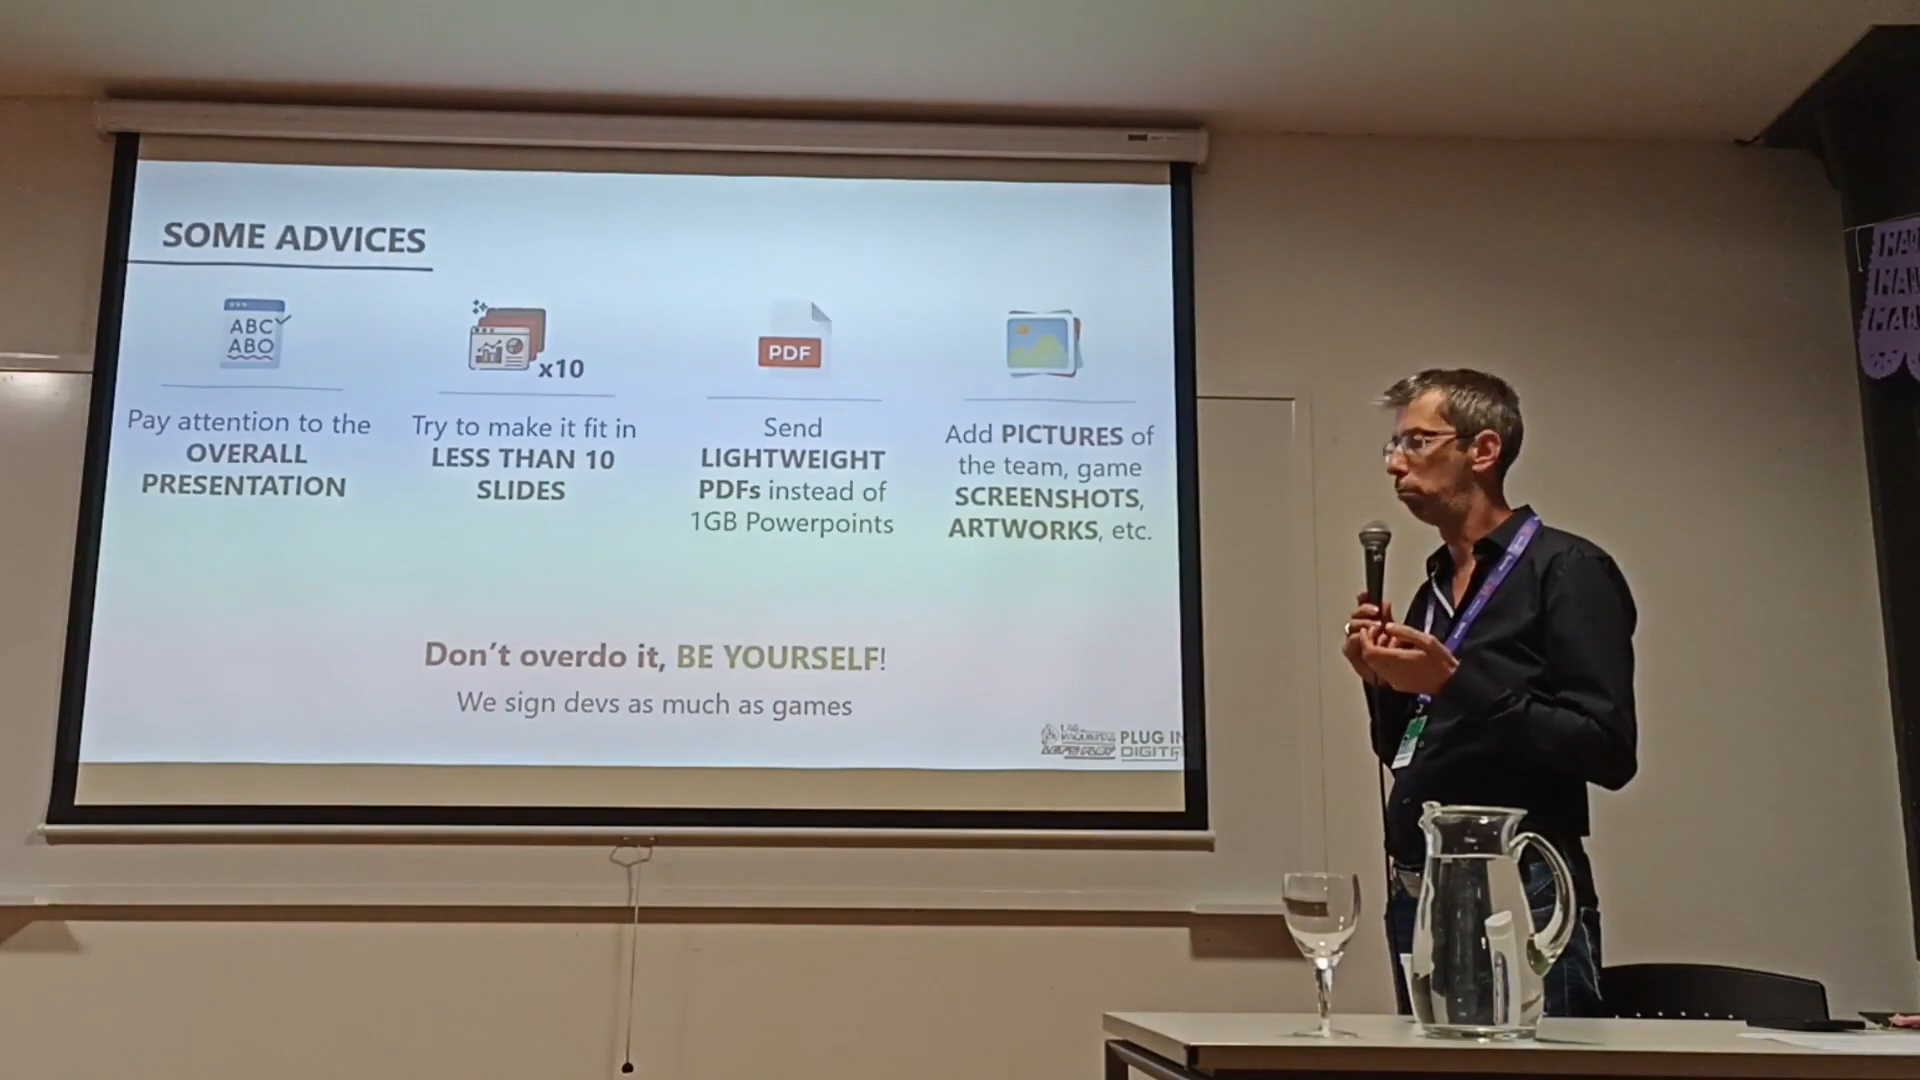 SOME ADVICES
ABC
ABO
Pay attention to the
OVERALL
PRESENTATION
x10
Try to make it fit in
LESS THAN 10
SLIDES
PDF
Send
LIGHTWEIGHT
PDFs instead of
1GB Powerpoints
Add PICTURES of
the team, game
SCREENSHOTS,
ARTWORKS, etc.
Don't overdo it, BE YOURSELF!
We sign devs as much as games
PLUG IN
DIGIT